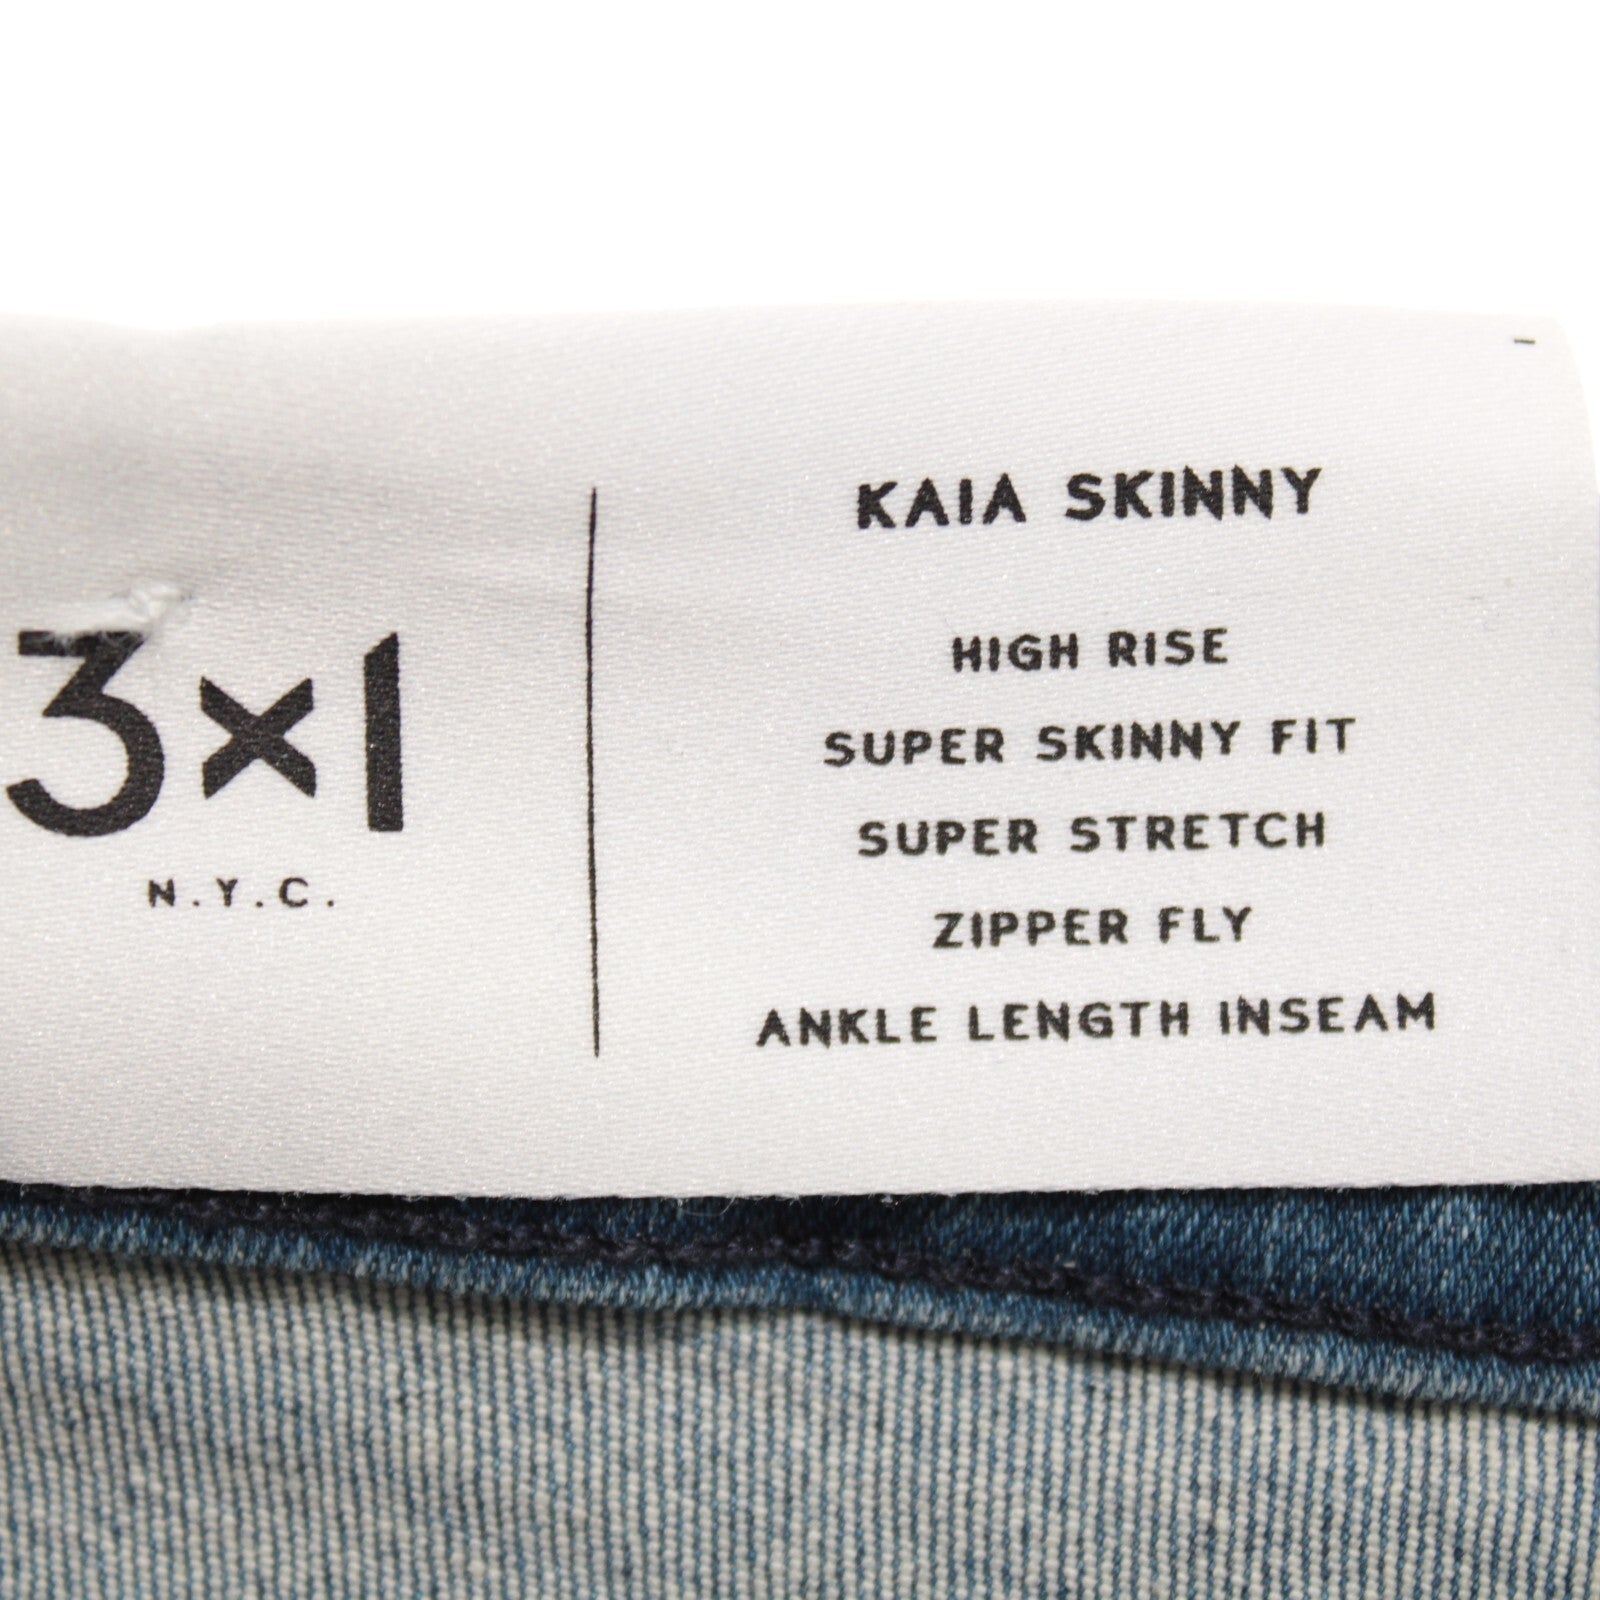 3×1
N.Y.C.
KAIA SKINNY
HIGH RISE
SUPER SKINNY FIT
SUPER STRETCH
ZIPPER FLY
ANKLE LENGTH INSEAM